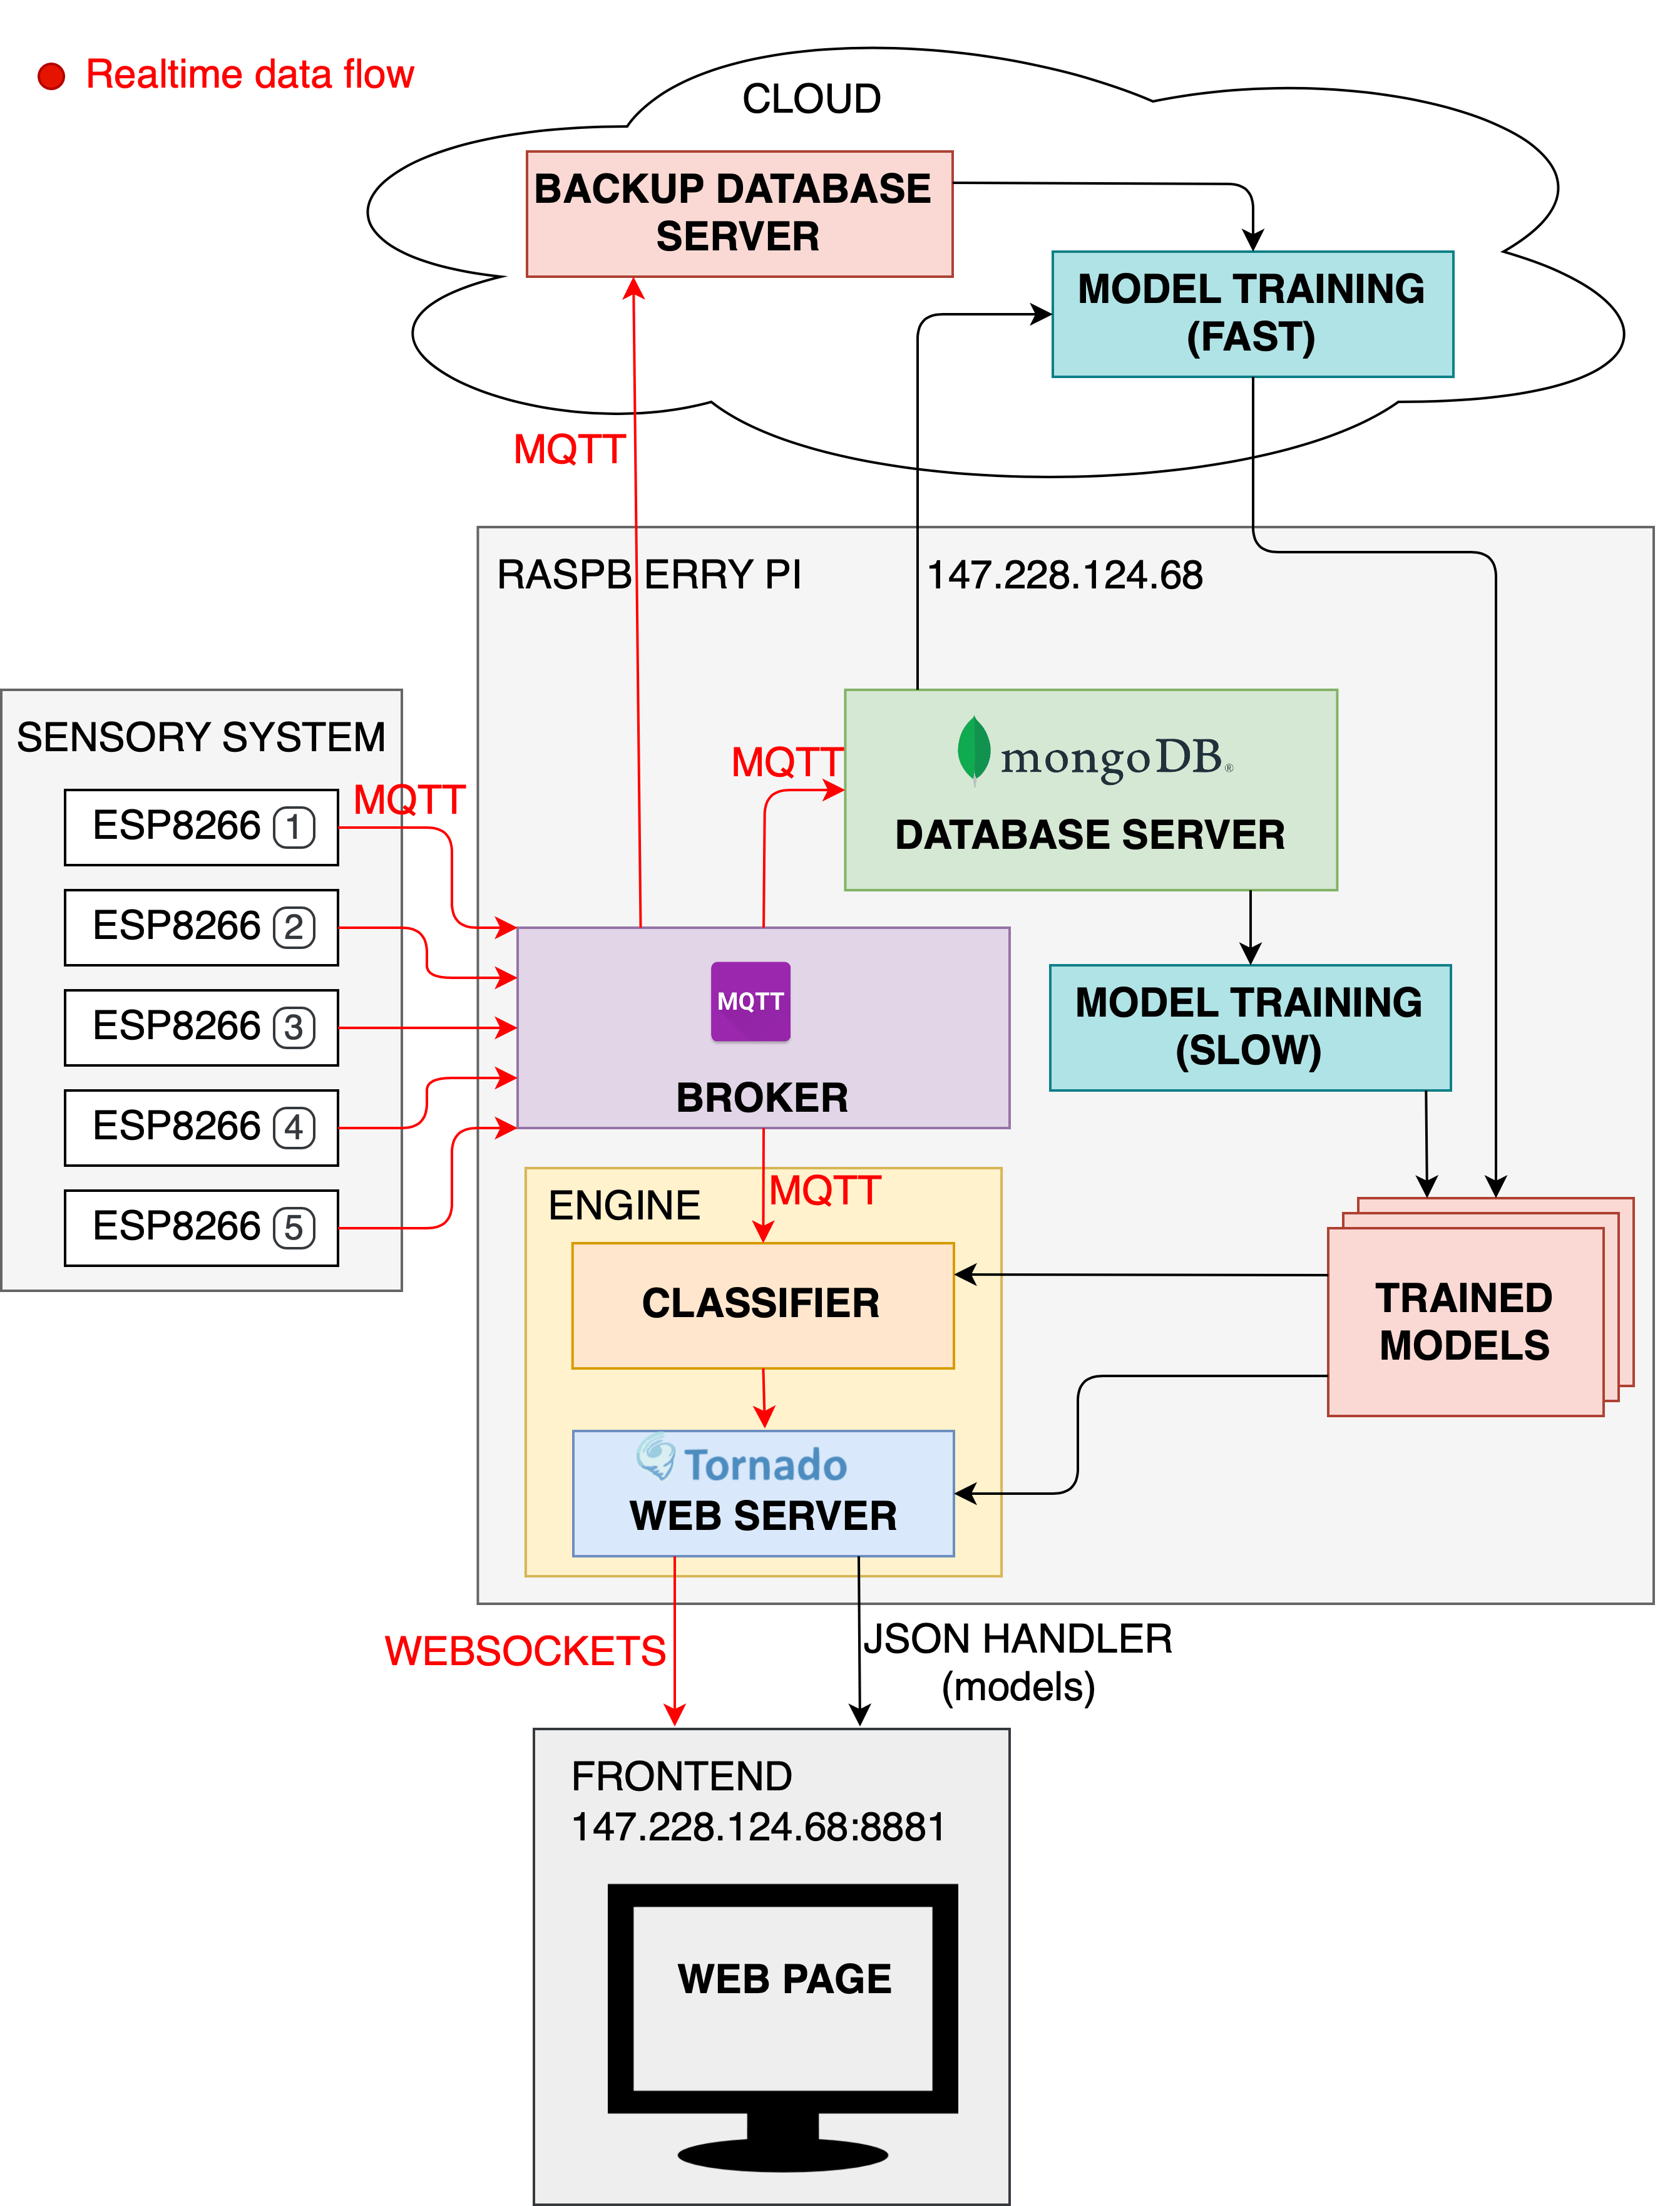 Realtime data flow
CLOUD
BACKUP DATABASE
SERVER
MODEL TRAINING
(FAST)
MQTT
RASPB ERRY PI
147.228.124.68
SENSORY SYSTEM
MQTT
ESP8266 1
ESP8266 2
ESP8266 3
ESP8266 4
ESP8266 5
MQTT
mongoDB®
DATABASE SERVER
MQTT
BROKER
MODEL TRAINING
(SLOW)
MQTT
ENGINE
CLASSIFIER
TRAINED
MODELS
Tornado
WEB SERVER
WEBSOCKETS
JSON HANDLER
(models)
FRONTEND
147.228.124.68:8881
WEB PAGE